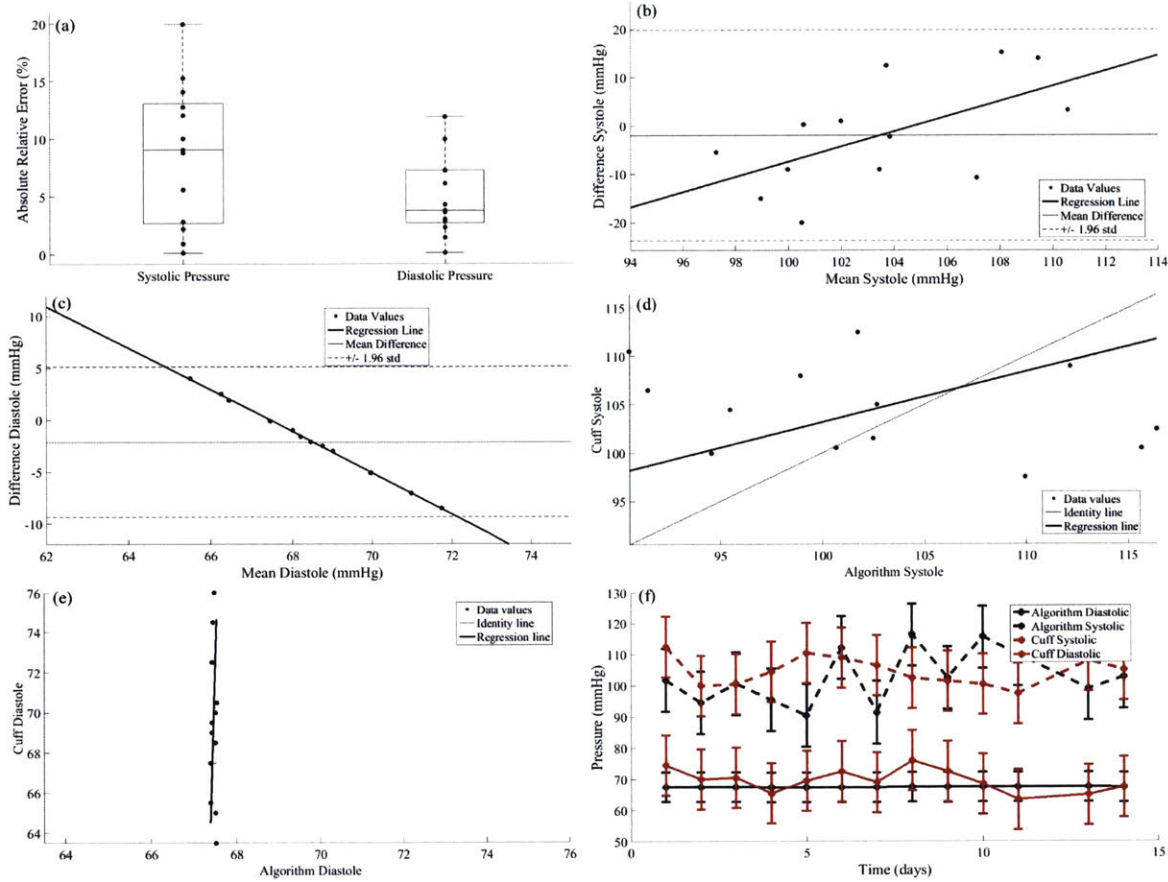 (a)
Absolute Relative Error (%)
20
15
10
5
0
Systolic Pressure
Diastolic Pressure
(b)
Difference Systole (mmHg)
20
10
0
-10
-20
Data Values
Regression Line
Mean Difference
+/- 1.96 std
94 96 98 100 102 104 106 108 110 112 114
Mean Systole (mmHg)
(c)
Difference Diastole (mmHg)
10
5
0
-5
-10
Data Values
Regression Line
Mean Difference
+/- 1.96 std
62 64 66 68 70 72 74
Mean Diastole (mmHg)
(d)
Cuff Systole
115
110
105
100
95
Data values
Identity line
Regression line
95 100 105 110 115
Algorithm Systole
(e)
Cuff Diastole
76
74
72
70
68
66
64
Data values
Identity line
Regression line
64 66 68 70 72 74 76
Algorithm Diastole
(f)
Pressure (mmHg)
130
120
110
100
90
80
70
60
50
Algorithm Diastolic
Algorithm Systolic
Cuff Systolic
Cuff Diastolic
0 5 10 15
Time (days)